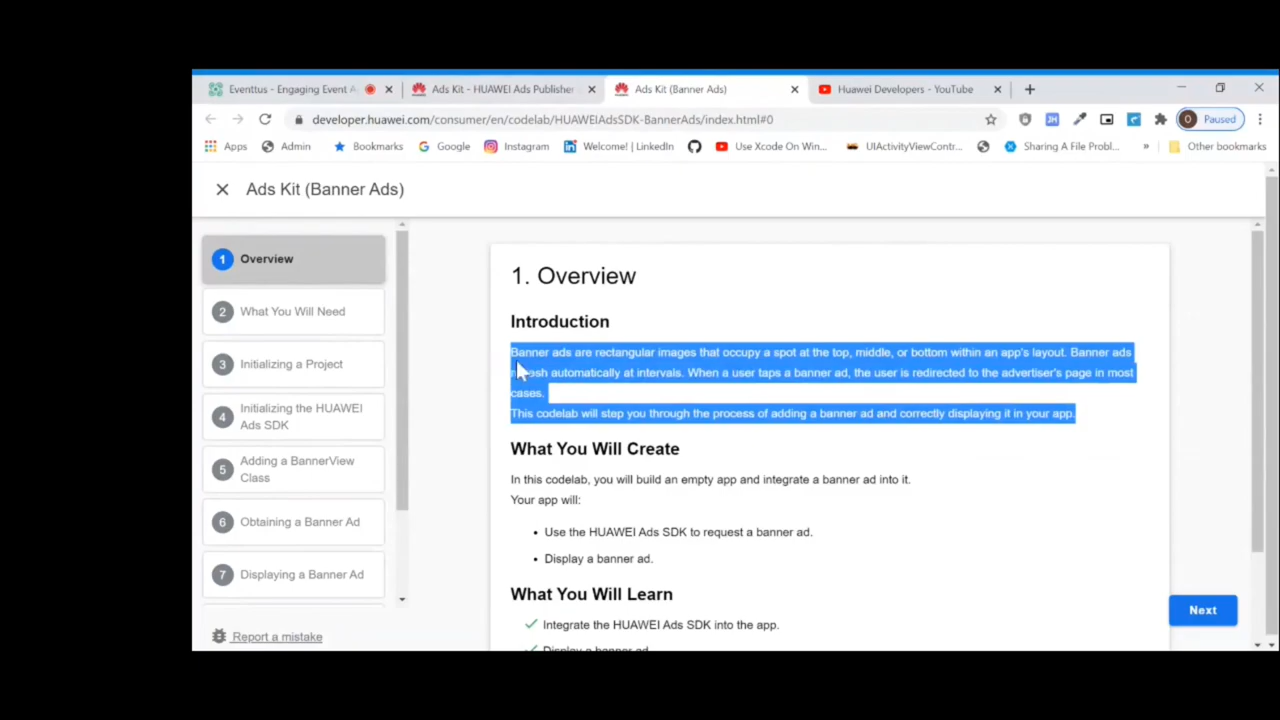 Eventtus - Engaging Event A
Ads Kit - HUAWEI Ads Publisher
Ads Kit (Banner Ads)
Huawei Developers - YouTube
developer.huawei.com/consumer/en/codelab/HUAWEIAdsSDK-BannerAds/index.html#0
O Paused
Apps
Admin
Bookmarks
Google
Instagram
Welcome! | LinkedIn
Use Xcode On Win...
UIActivityViewContr...
Sharing A File Probl...
»
Other bookmarks
Ads Kit (Banner Ads)
1 Overview
2 What You Will Need
3 Initializing a Project
4 Initializing the HUAWEI
Ads SDK
5 Adding a BannerView
Class
6 Obtaining a Banner Ad
7 Displaying a Banner Ad
Report a mistake
1. Overview
Introduction
Banner ads are rectangular images that occupy a spot at the top, middle, or bottom within an app's layout. Banner ads
refresh automatically at intervals. When a user taps a banner ad, the user is redirected to the advertiser's page in most
cases.
This codelab will step you through the process of adding a banner ad and correctly displaying it in your app.
What You Will Create
In this codelab, you will build an empty app and integrate a banner ad into it.
Your app will:
• Use the HUAWEI Ads SDK to request a banner ad.
• Display a banner ad.
What You Will Learn
Integrate the HUAWEI Ads SDK into the app.
Display a banner ad.
Next